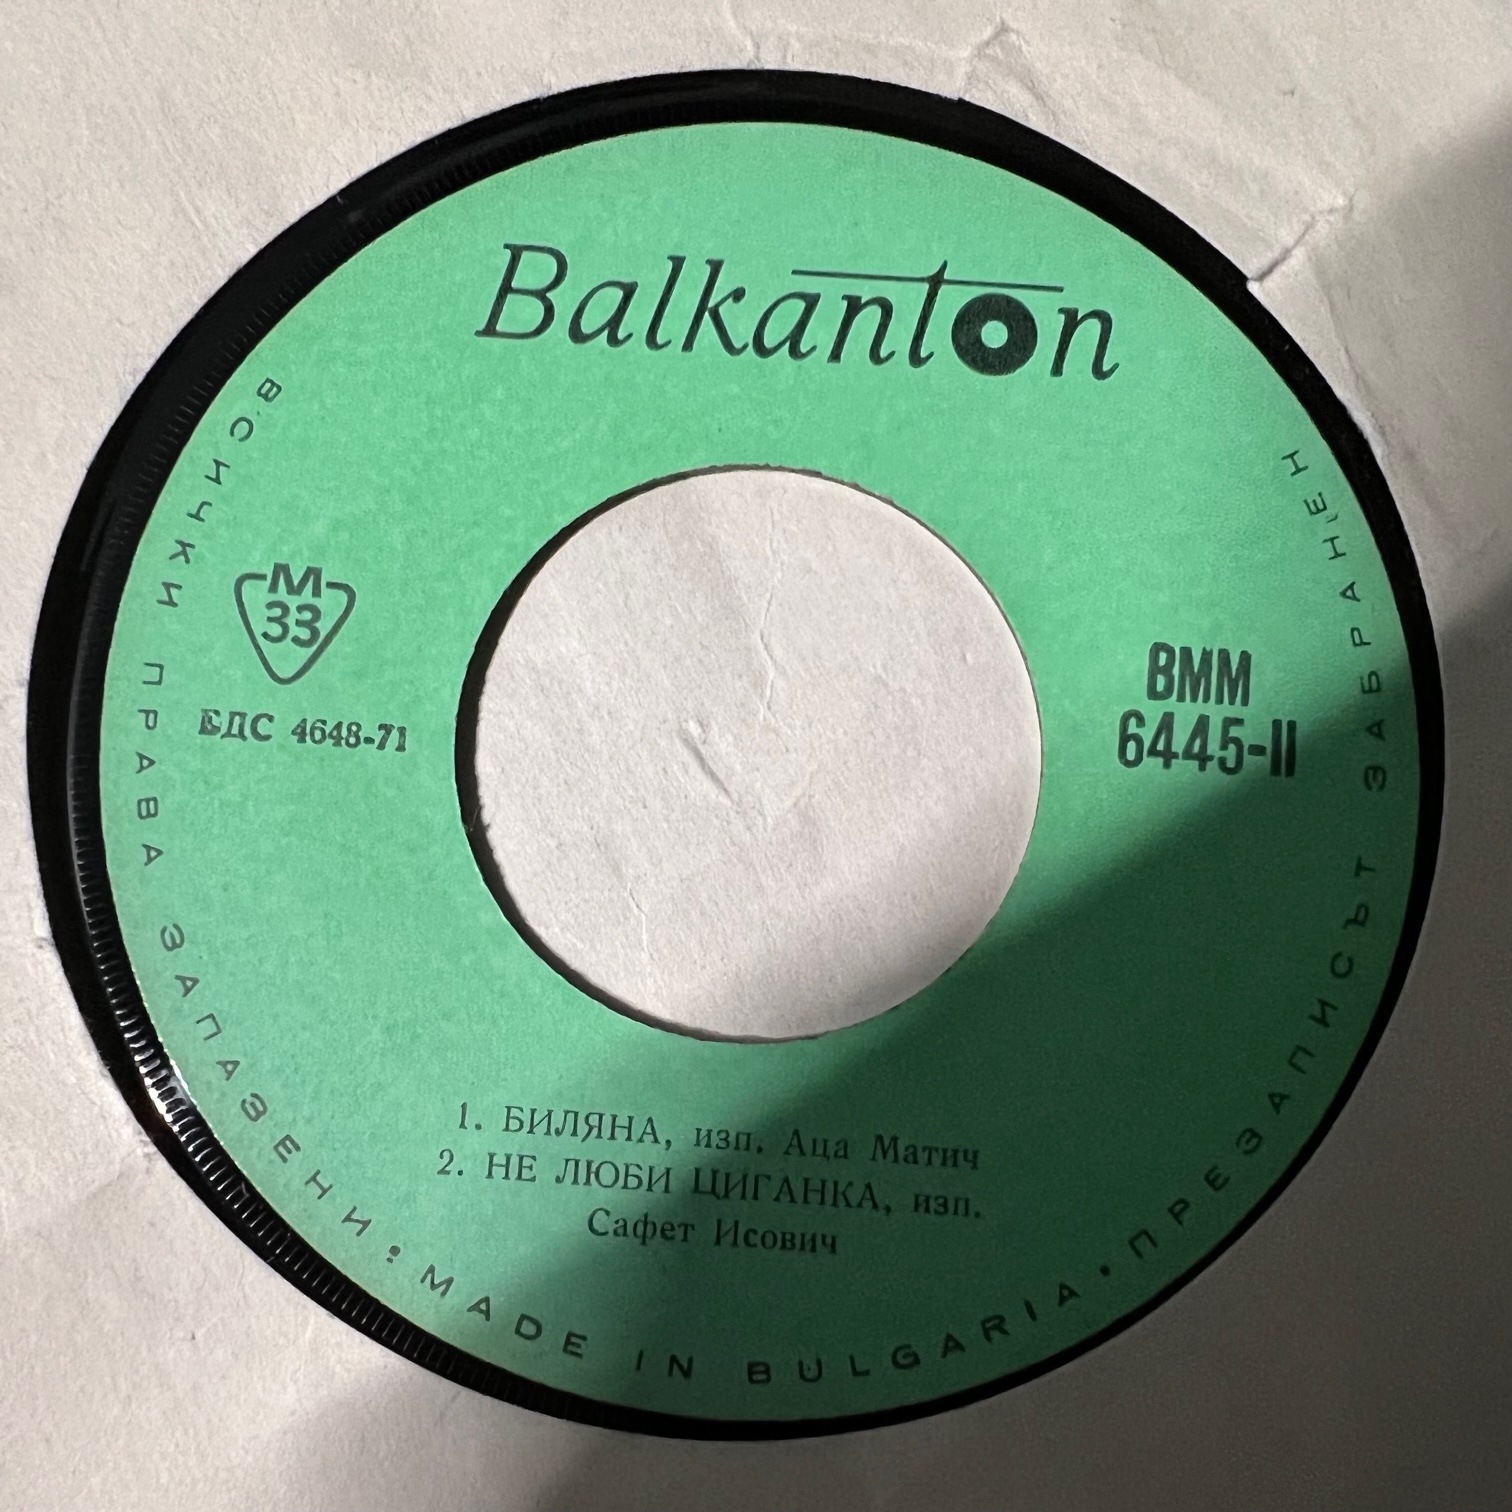 Balkanton
М
33
БДС 4648-71
ВММ
6445-II
1. БИЛЯНА, изп. Аца Матич
2. НЕ ЛЮБИ ЦИГАНКА, изп.
Сафет Исович
ВСИЧКИ ПРАВА ЗАПАЗЕНИ • MADE IN BULGARIA • ПРЕЗАПИСЪТ ЗАБРАНЕН